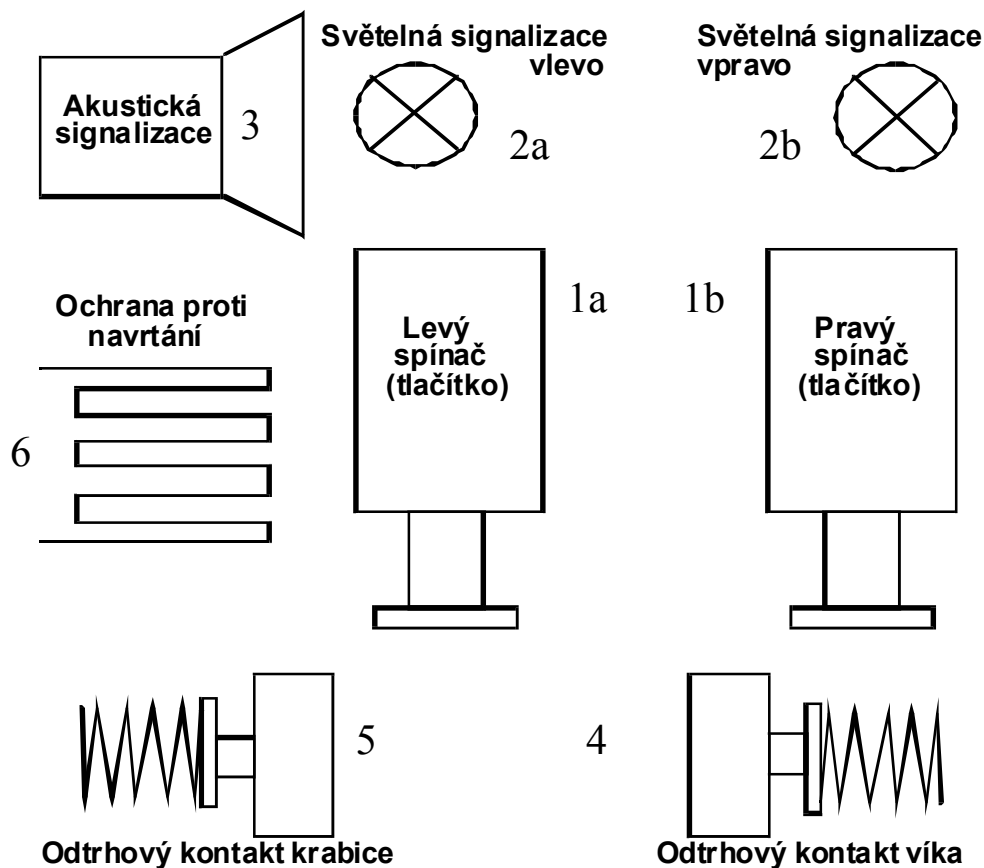 Světelná signalizace
vlevo
Světelná signalizace
vpravo
Akustická
signalizace
3
2a
2b
Ochrana proti
navrtání
6
1a
Levý
spínač
(tlačítko)
1b
Pravý
spínač
(tlačítko)
5
4
Odtrhový kontakt krabice
Odtrhový kontakt víka